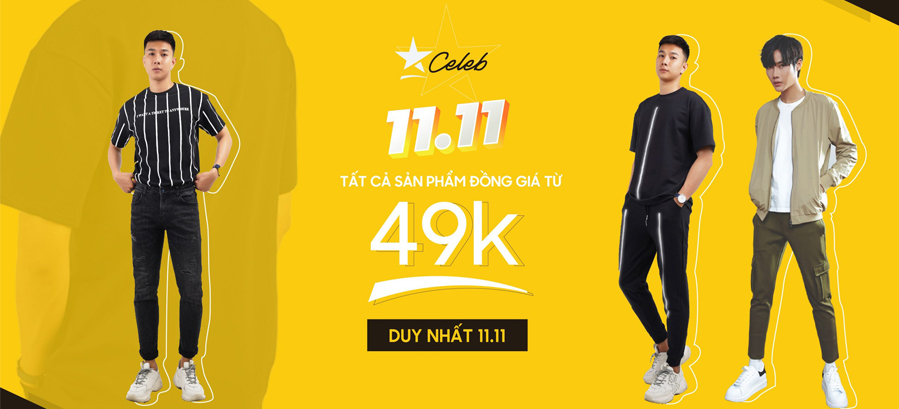 Celeb
11.11
TẤT CẢ SẢN PHẨM ĐỒNG GIÁ TỪ
49k
DUY NHẤT 11.11